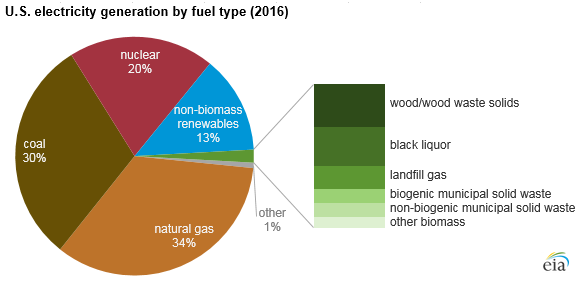 U.S. electricity generation by fuel type (2016)
nuclear
20%
non-biomass
renewables
13%
coal
30%
natural gas
34%
other
1%
wood/wood waste solids
black liquor
landfill gas
biogenic municipal solid waste
non-biogenic municipal solid waste
other biomass
eia